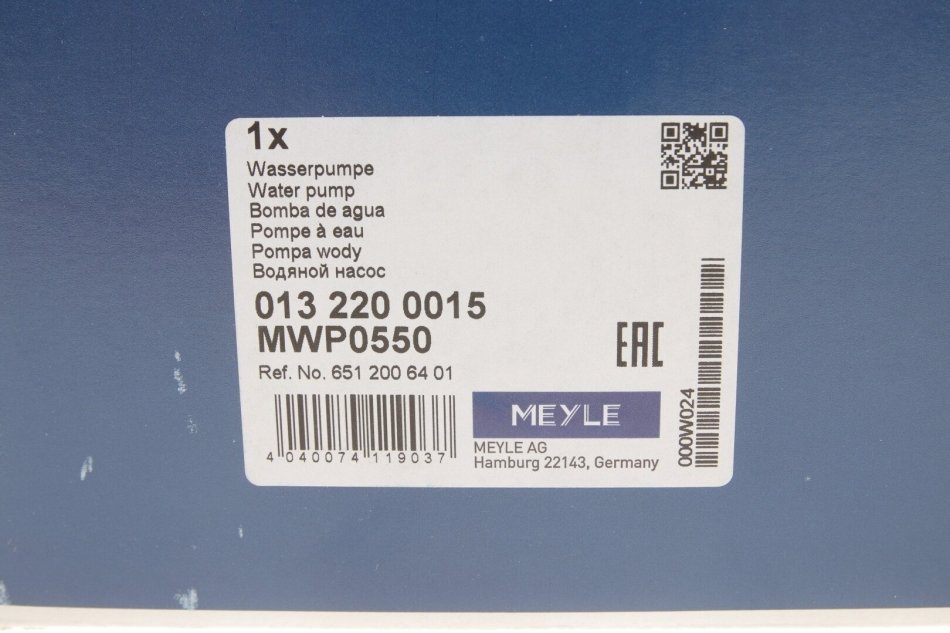 1x
Wasserpumpe
Water pump
Bomba de agua
Pompe à eau
Pompa wody
Водяной насос
013 220 0015
MWP0550
Ref. No. 651 200 64 01
EAC
4 040074 119037
MEYLE
MEYLE AG
Hamburg 22143, Germany
000W024